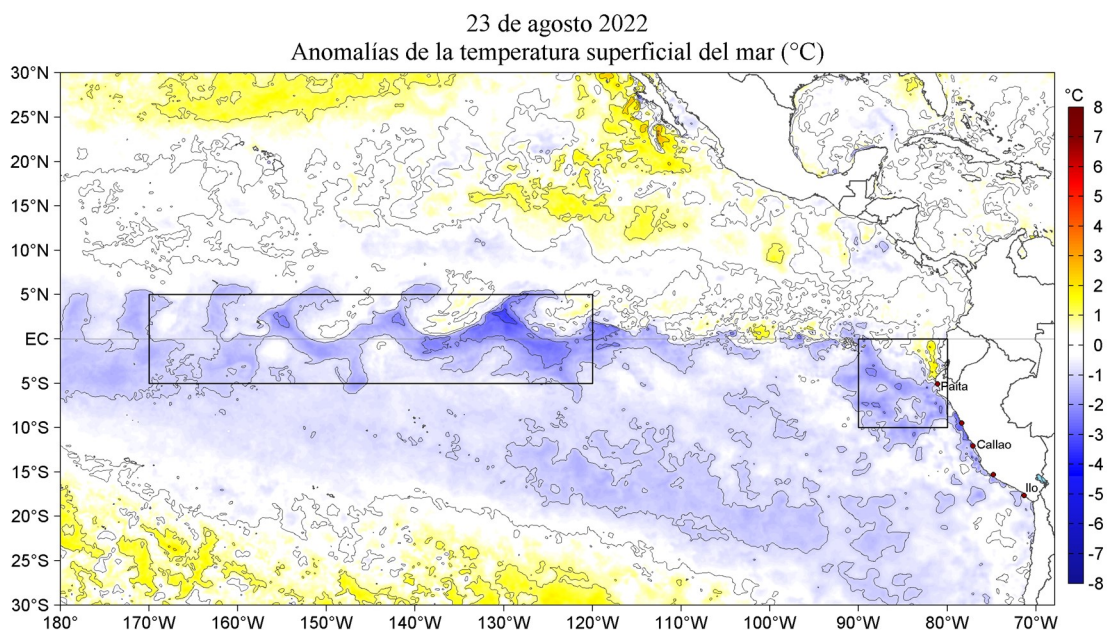 23 de agosto 2022
Anomalías de la temperatura superficial del mar (°C)
30°N
25°N
20°N
15°N
10°N
5°N
EC
5°S
10°S
15°S
20°S
25°S
30°S
180
170°W
160°W
150°W
140°W
130°W
120°W
110°W
100°W
90°W
80°W
70°W
Paita
Callao
Ilo
°C
8
7
6
5
4
3
2
1
0
-1
-2
-3
-4
-5
-6
-7
-8